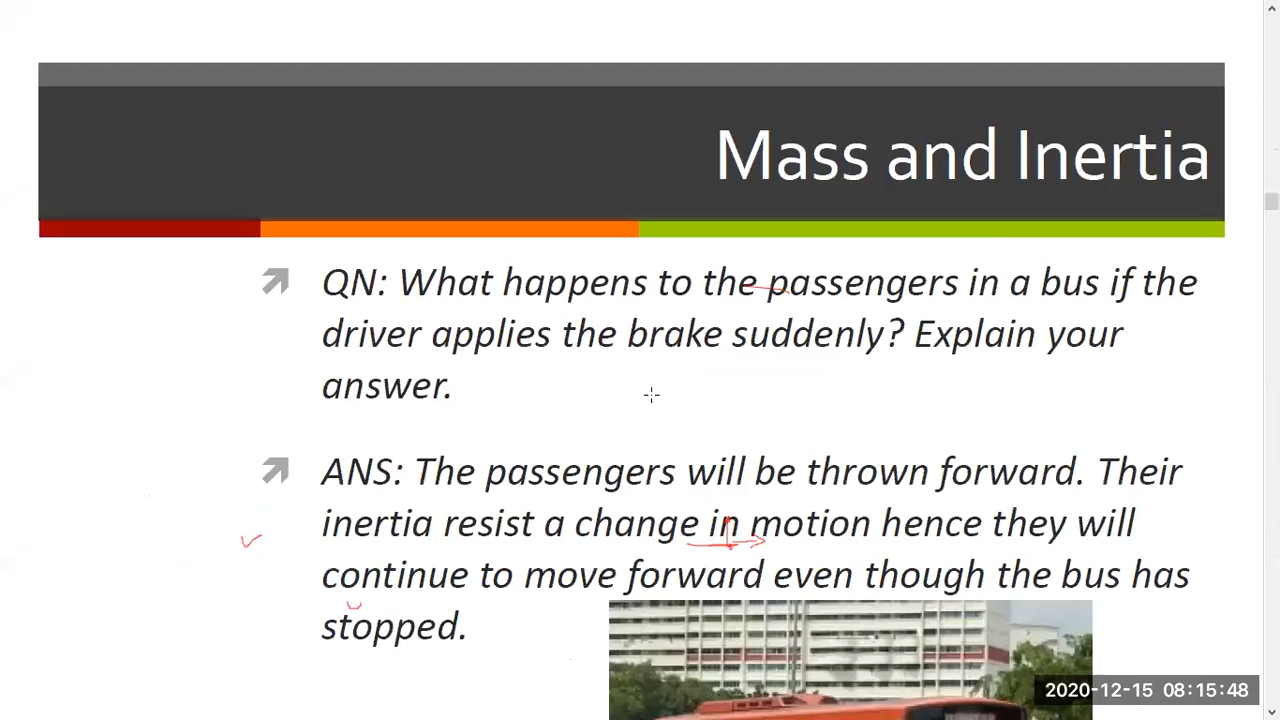 Mass and Inertia
QN: What happens to the passengers in a bus if the
driver applies the brake suddenly? Explain your
answer.
ANS: The passengers will be thrown forward. Their
inertia resist a change in motion hence they will
continue to move forward even though the bus has
stopped.
2020-12-15 08:15:48